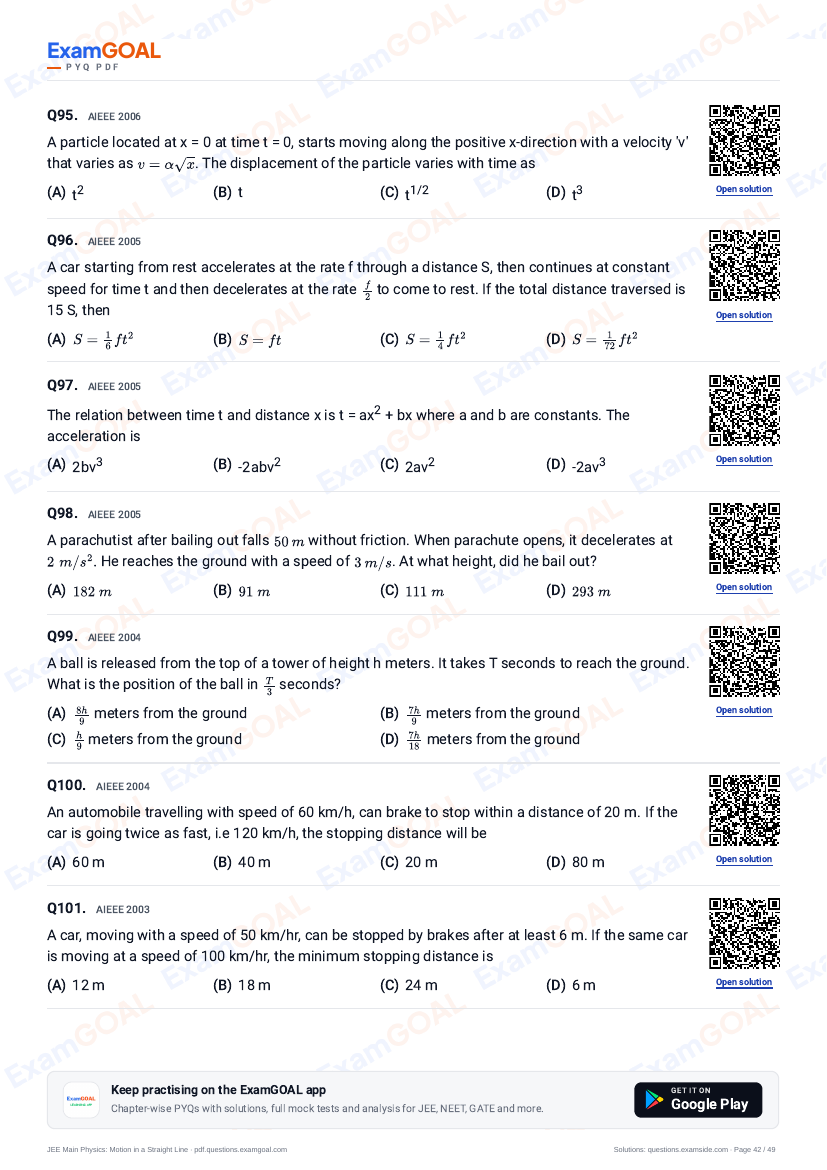 ExamGOAL
PYQ PDF
Q95. AIEEE 2006
A particle located at x = 0 at time t = 0, starts moving along the positive x-direction with a velocity 'v'
that varies as v = α√x. The displacement of the particle varies with time as
(A) t² (B) t (C) t^1/2 (D) t³
Open solution
Q96. AIEEE 2005
A car starting from rest accelerates at the rate f through a distance S, then continues at constant
speed for time t and then decelerates at the rate f/2 to come to rest. If the total distance traversed is
15 S, then
(A) S = 1/6 ft² (B) S = ft (C) S = 1/4 ft² (D) S = 1/72 ft²
Open solution
Q97. AIEEE 2005
The relation between time t and distance x is t = ax² + bx where a and b are constants. The
acceleration is
(A) 2bv³ (B) -2abv² (C) 2av² (D) -2av³
Open solution
Q98. AIEEE 2005
A parachutist after bailing out falls 50 m without friction. When parachute opens, it decelerates at
2 m/s². He reaches the ground with a speed of 3 m/s. At what height, did he bail out?
(A) 182 m (B) 91 m (C) 111 m (D) 293 m
Open solution
Q99. AIEEE 2004
A ball is released from the top of a tower of height h meters. It takes T seconds to reach the ground.
What is the position of the ball in T/3 seconds?
(A) 8h/9 meters from the ground (B) 7h/9 meters from the ground
(C) h/9 meters from the ground (D) 7h/18 meters from the ground
Open solution
Q100. AIEEE 2004
An automobile travelling with speed of 60 km/h, can brake to stop within a distance of 20 m. If the
car is going twice as fast, i.e 120 km/h, the stopping distance will be
(A) 60 m (B) 40 m (C) 20 m (D) 80 m
Open solution
Q101. AIEEE 2003
A car, moving with a speed of 50 km/hr, can be stopped by brakes after at least 6 m. If the same car
is moving at a speed of 100 km/hr, the minimum stopping distance is
(A) 12 m (B) 18 m (C) 24 m (D) 6 m
Open solution
ExamGOAL
Keep practising on the ExamGOAL app
Chapter-wise PYQs with solutions, full mock tests and analysis for JEE, NEET, GATE and more.
GET IT ON
Google Play
JEE Main Physics: Motion in a Straight Line · pdf.questions.examgoal.com
Solutions: questions.examside.com · Page 42 / 49